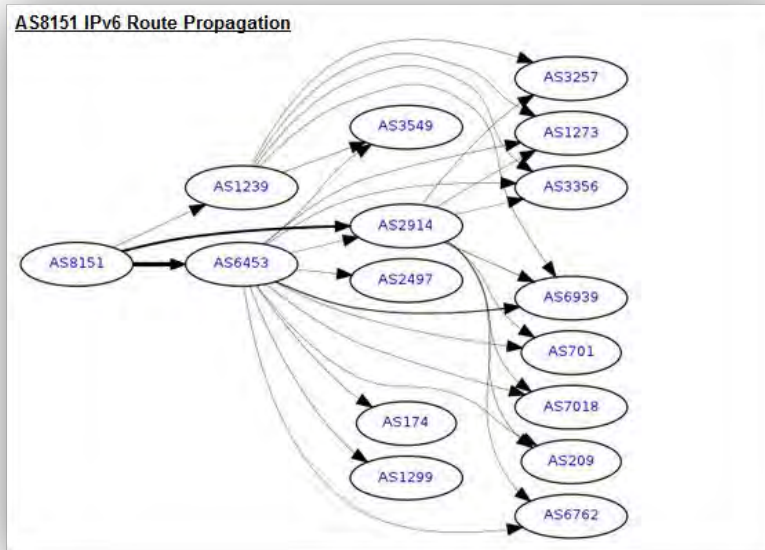 AS8151 IPv6 Route Propagation
AS3257
AS3549
AS1273
AS1239
AS3356
AS2914
AS8151
AS6453
AS2497
AS6939
AS701
AS7018
AS174
AS209
AS1299
AS6762